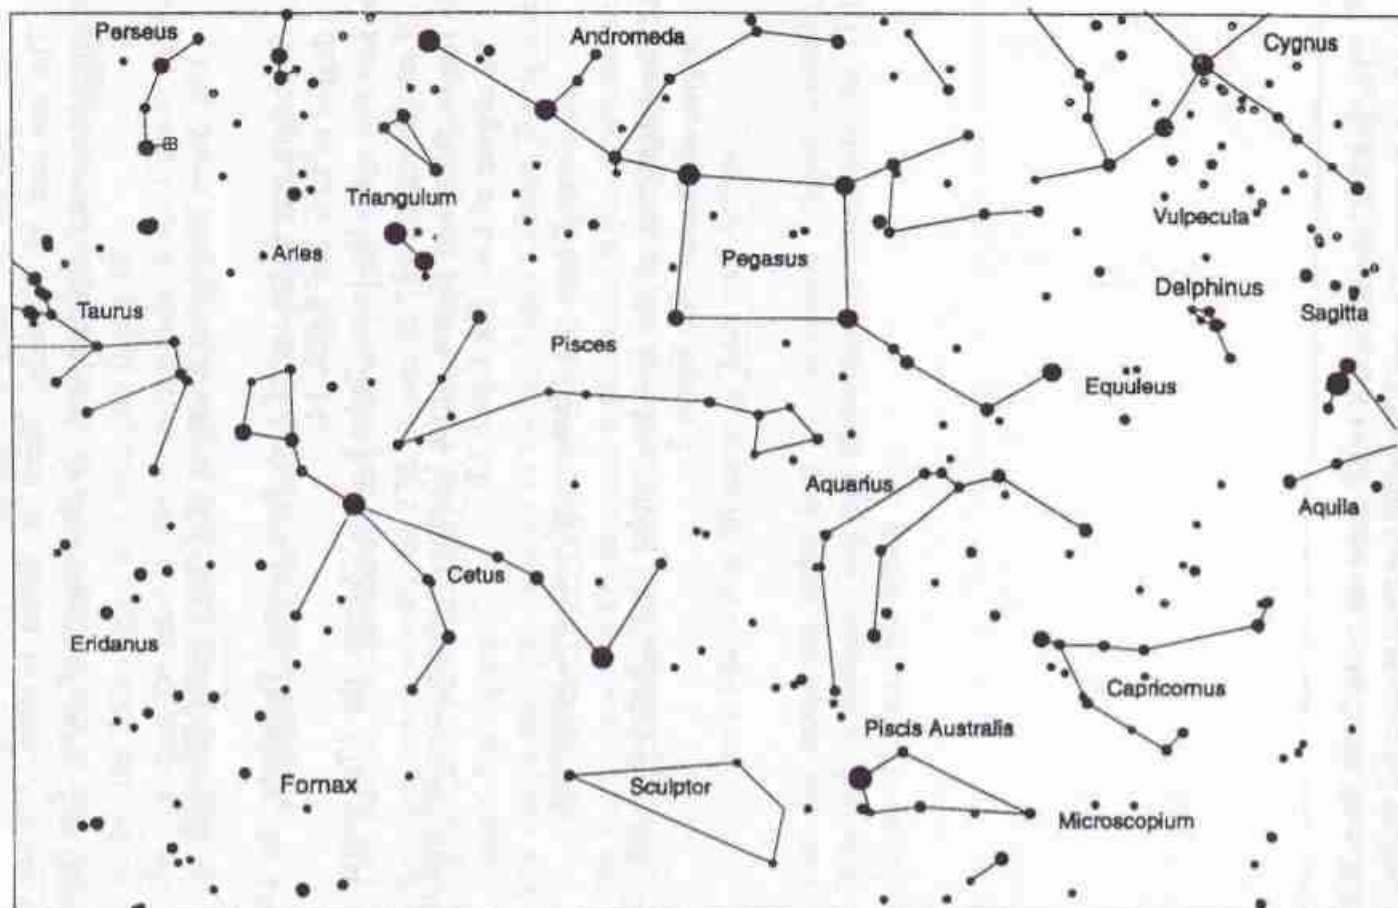 Perseus
Andromeda
Cygnus
Triangulum
Vulpecula
Aries
Pegasus
Taurus
Delphinus
Sagitta
Pisces
Equuleus
Aquarius
Aquila
Cetus
Eridanus
Capricornus
Piscis Australis
Fornax
Sculptor
Microscopium